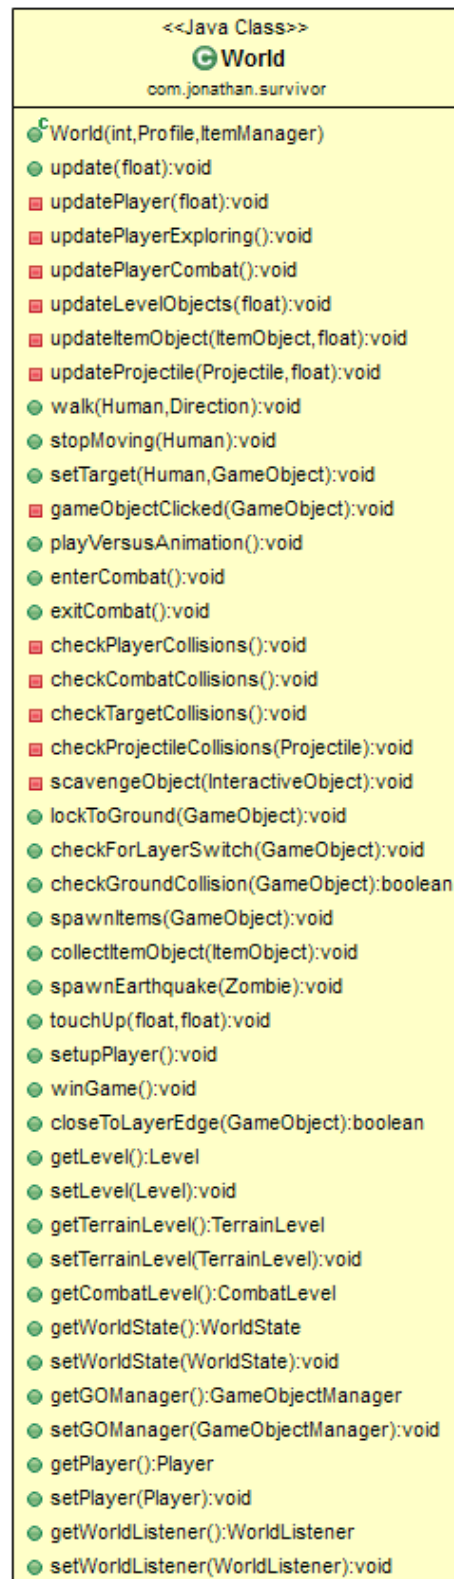 <<Java Class>>
C World
com.jonathan.survivor
C World(int,Profile,ItemManager)
update(float):void
updatePlayer(float):void
updatePlayerExploring():void
updatePlayerCombat():void
updateLevelObjects(float):void
updateItemObject(ItemObject,float):void
updateProjectile(Projectile,float):void
walk(Human,Direction):void
stopMoving(Human):void
setTarget(Human,GameObject):void
gameObjectClicked(GameObject):void
playVersusAnimation():void
enterCombat():void
exitCombat():void
checkPlayerCollisions():void
checkCombatCollisions():void
checkTargetCollisions():void
checkProjectileCollisions(Projectile):void
scavengeObject(InteractiveObject):void
lockToGround(GameObject):void
checkForLayerSwitch(GameObject):void
checkGroundCollision(GameObject):boolean
spawnItems(GameObject):void
collectItemObject(ItemObject):void
spawnEarthquake(Zombie):void
touchUp(float,float):void
setupPlayer():void
winGame():void
closeToLayerEdge(GameObject):boolean
getLevel():Level
setLevel(Level):void
getTerrainLevel():TerrainLevel
setTerrainLevel(TerrainLevel):void
getCombatLevel():CombatLevel
getWorldState():WorldState
setWorldState(WorldState):void
getGOManager():GameObjectManager
setGOManager(GameObjectManager):void
getPlayer():Player
setPlayer(Player):void
getWorldListener():WorldListener
setWorldListener(WorldListener):void